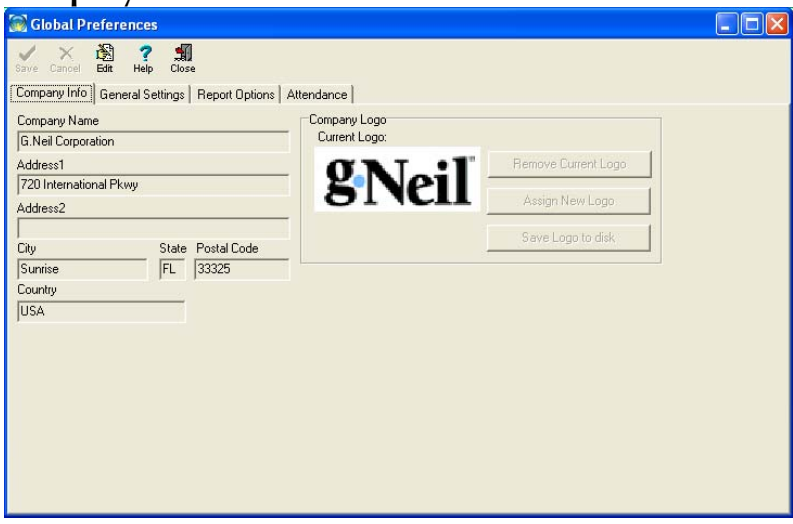 Global Preferences
Save Cancel Edit Help Close
Company Info General Settings Report Options Attendance
Company Name
G.Neil Corporation
Address1
720 International Pkwy
Address2
City State Postal Code
Sunrise FL 33325
Country
USA
Company Logo
Current Logo:
g·Neil
Remove Current Logo
Assign New Logo
Save Logo to disk